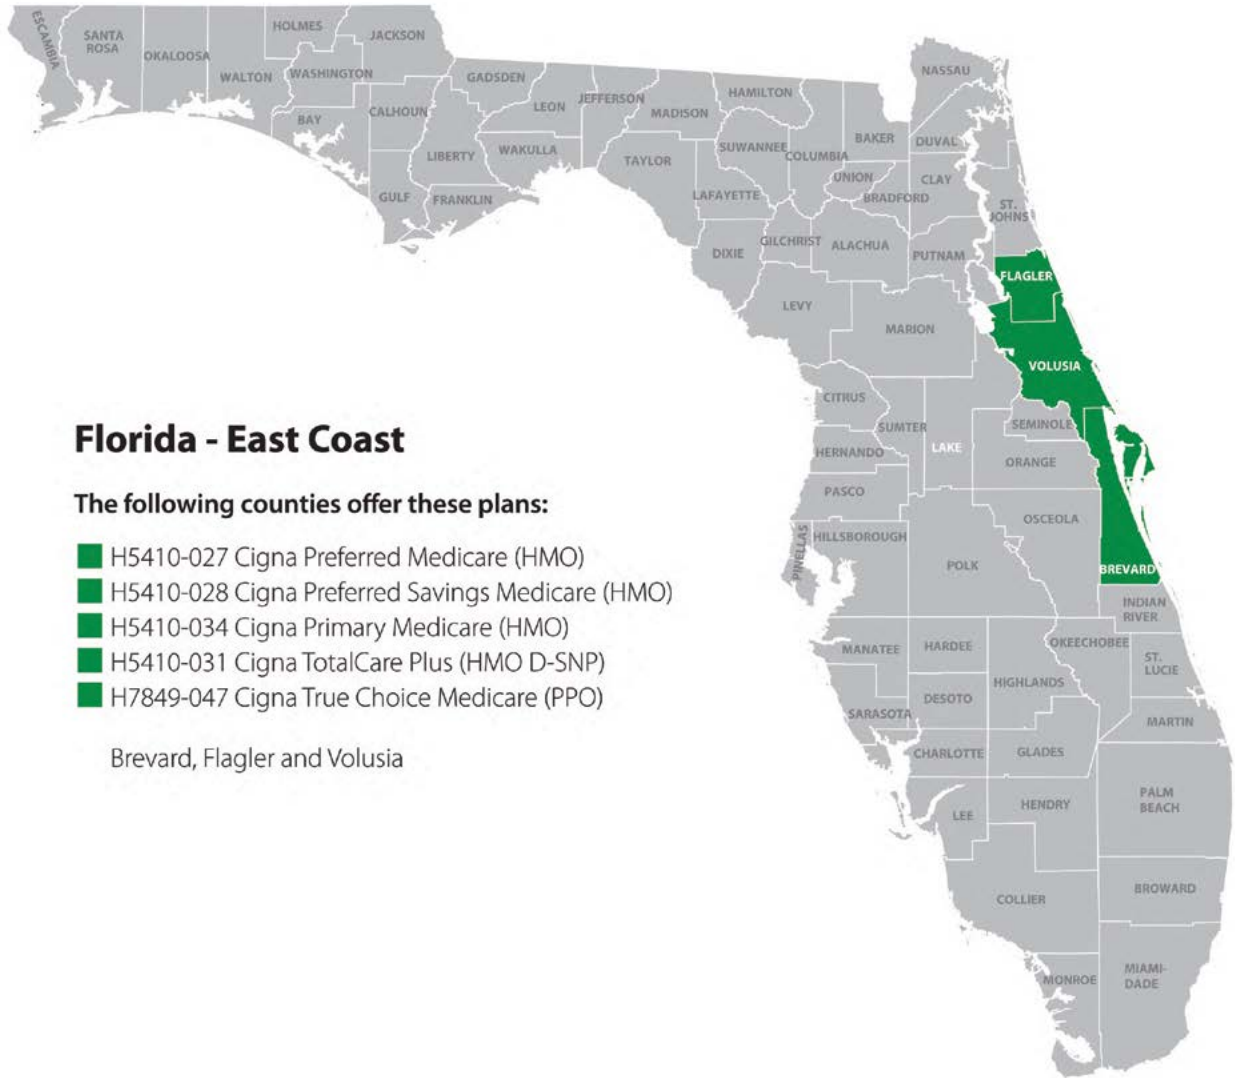 ESCAMBIA
SANTA
ROSA
OKALOOSA
WALTON
HOLMES
WASHINGTON
JACKSON
BAY
CALHOUN
GULF
LIBERTY
GADSDEN
FRANKLIN
LEON
WAKULLA
JEFFERSON
MADISON
TAYLOR
HAMILTON
SUWANNEE
LAFAYETTE
DIXIE
COLUMBIA
GILCHRIST
BAKER
UNION
BRADFORD
ALACHUA
LEVY
NASSAU
DUVAL
CLAY
ST.
JOHNS
PUTNAM
FLAGLER
MARION
VOLUSIA
CITRUS
SUMTER
LAKE
SEMINOLE
HERNANDO
ORANGE
PASCO
OSCEOLA
PINELLAS
HILLSBOROUGH
POLK
BREVARD
INDIAN
RIVER
MANATEE
HARDEE
OKEECHOBEE
ST.
LUCIE
HIGHLANDS
DESOTO
SARASOTA
MARTIN
CHARLOTTE
GLADES
LEE
HENDRY
PALM
BEACH
COLLIER
BROWARD
MONROE
MIAMI-
DADE
Florida - East Coast
The following counties offer these plans:
H5410-027 Cigna Preferred Medicare (HMO)
H5410-028 Cigna Preferred Savings Medicare (HMO)
H5410-034 Cigna Primary Medicare (HMO)
H5410-031 Cigna TotalCare Plus (HMO D-SNP)
H7849-047 Cigna True Choice Medicare (PPO)
Brevard, Flagler and Volusia